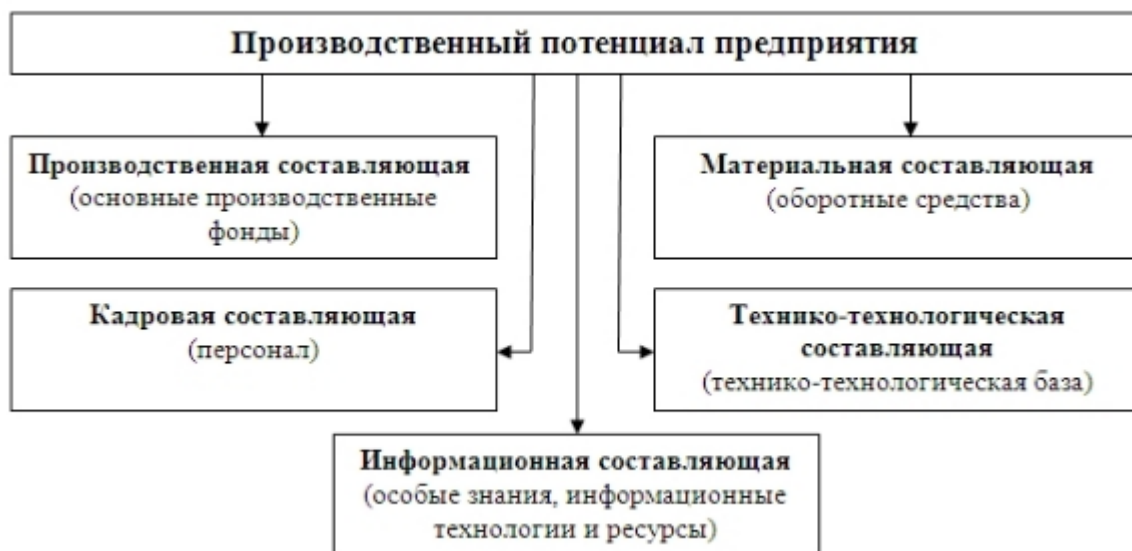 Производственный потенциал предприятия
Производственная составляющая
(основные производственные
фонды)
Материальная составляющая
(оборотные средства)
Кадровая составляющая
(персонал)
Технико-технологическая
составляющая
(технико-технологическая база)
Информационная составляющая
(особые знания, информационные
технологии и ресурсы)